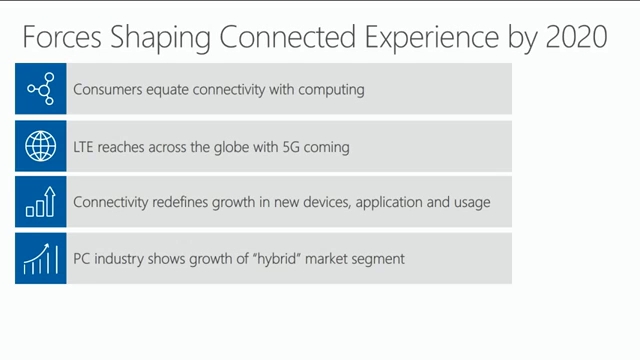 Forces Shaping Connected Experience by 2020
Consumers equate connectivity with computing
LTE reaches across the globe with 5G coming
Connectivity redefines growth in new devices, application and usage
PC industry shows growth of “hybrid” market segment